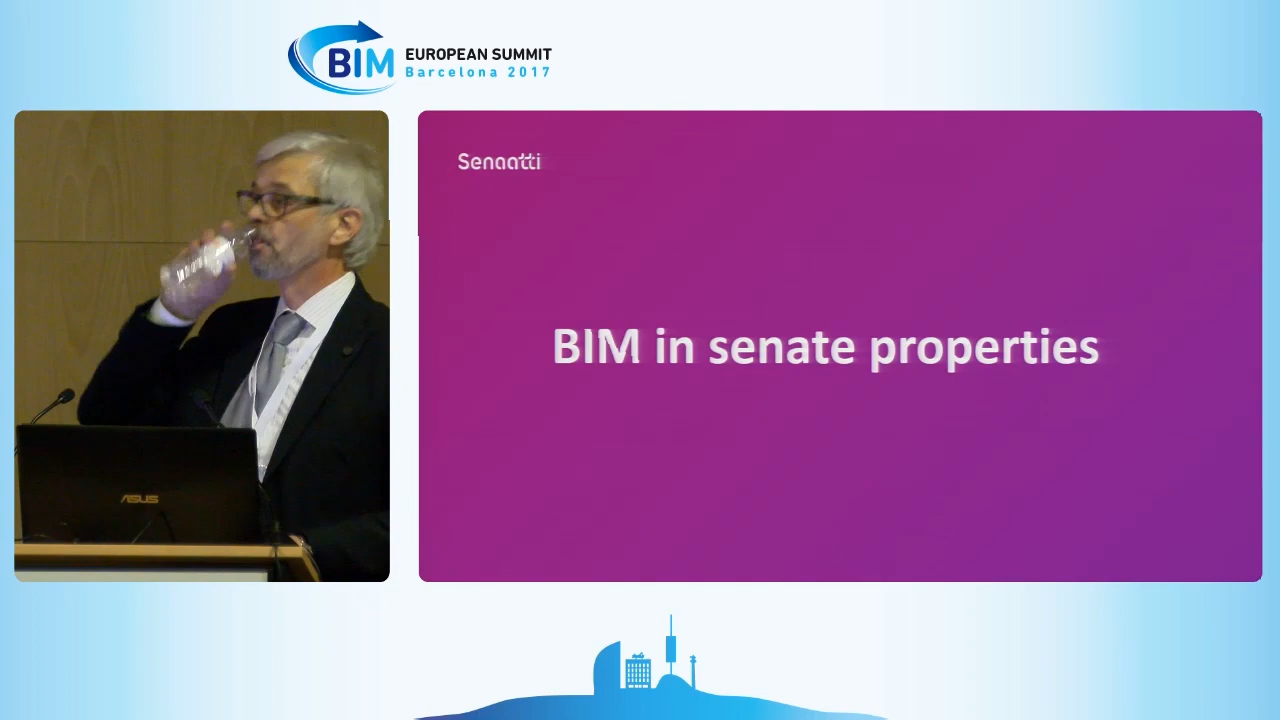 BIM EUROPEAN SUMMIT
Barcelona 2017
Senaatti
BIM in senate properties
ASUS